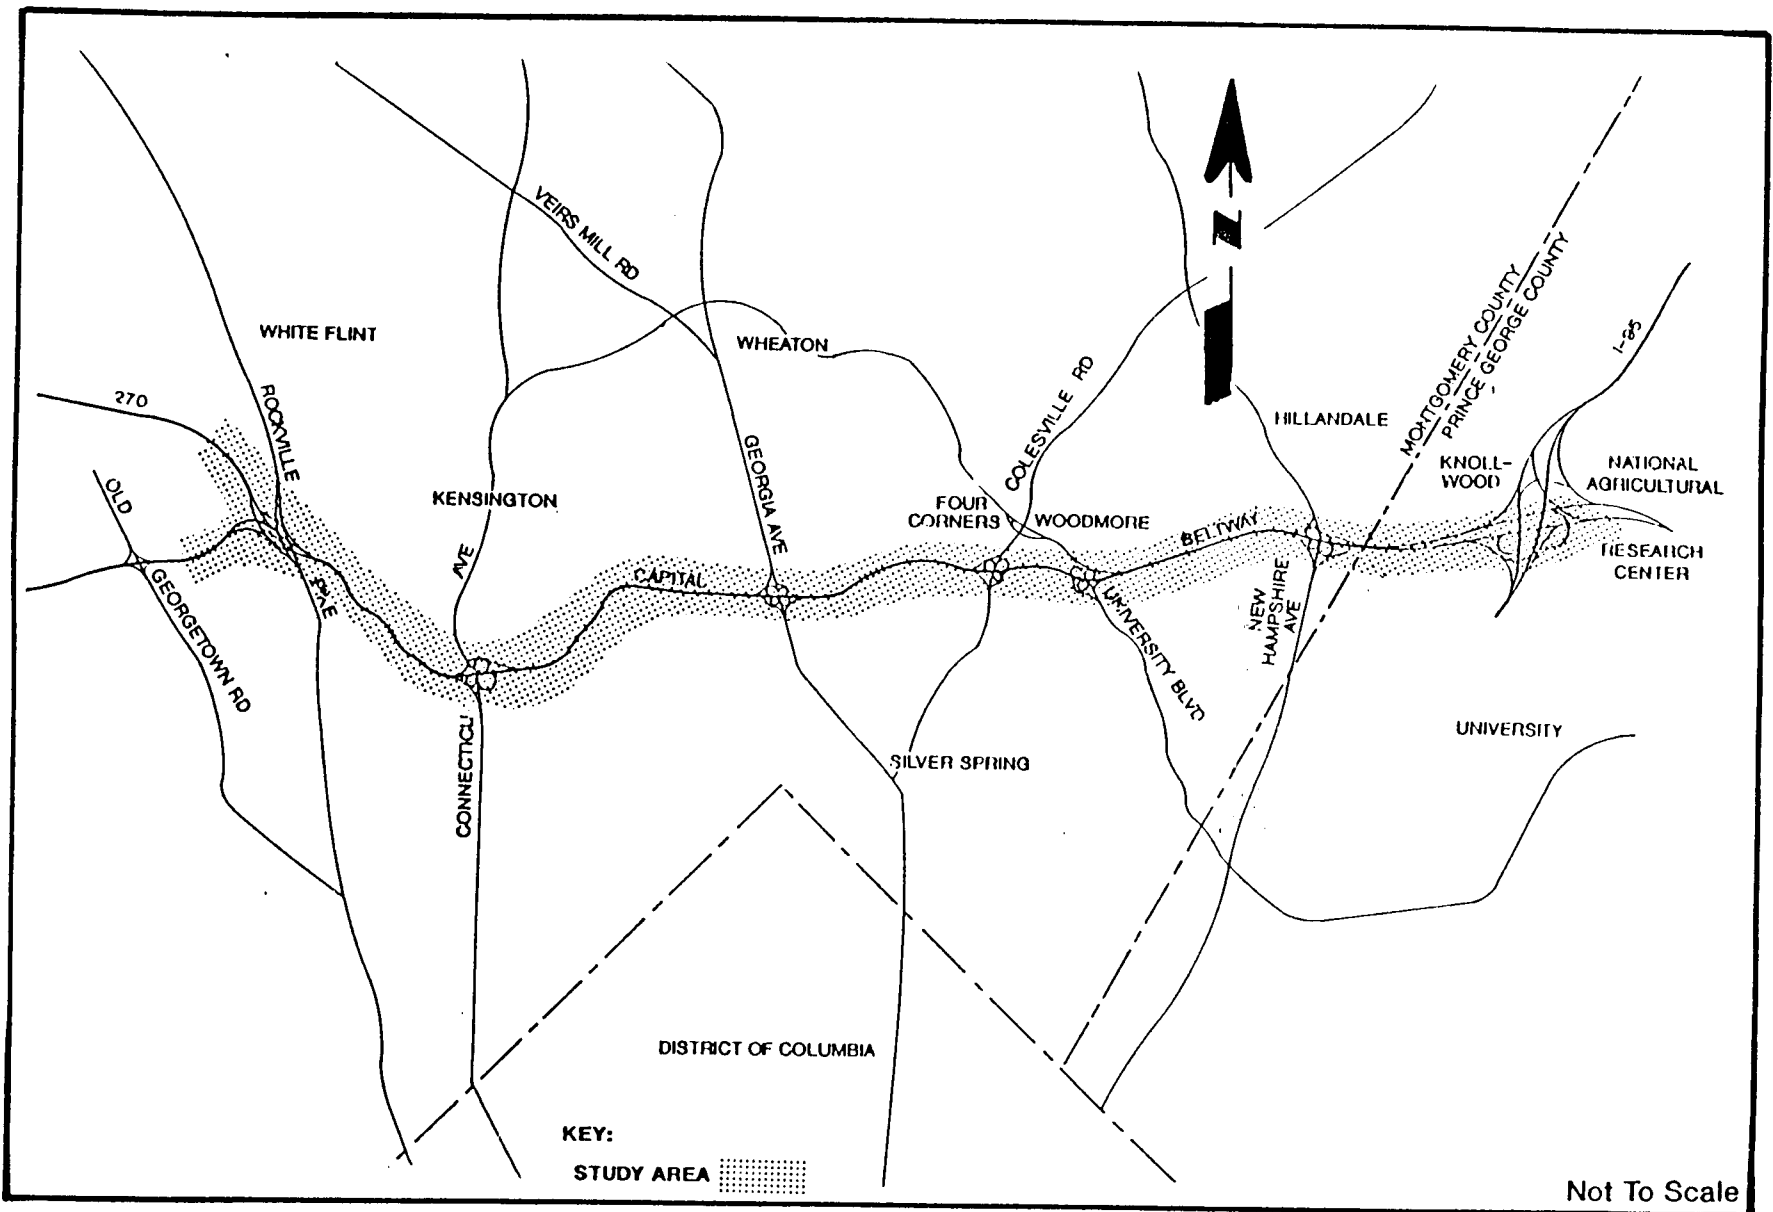 N
VEIRS MILL RD
WHITE FLINT
WHEATON
270
ROCKVILLE
PIKE
OLD
GEORGETOWN RD
KENSINGTON
AVE
CONNECTICU
GEORGIA AVE
CAPITAL
BELTWAY
COLESVILLE RD
FOUR
CORNERS
WOODMORE
HILLANDALE
MONTGOMERY COUNTY
PRINCE GEORGE COUNTY
I-95
KNOLL-
WOOD
NATIONAL
AGRICULTURAL
RESEARCH
CENTER
NEW
HAMPSHIRE
AVE
UNIVERSITY BLVD
UNIVERSITY
SILVER SPRING
DISTRICT OF COLUMBIA
KEY:
STUDY AREA
Not To Scale